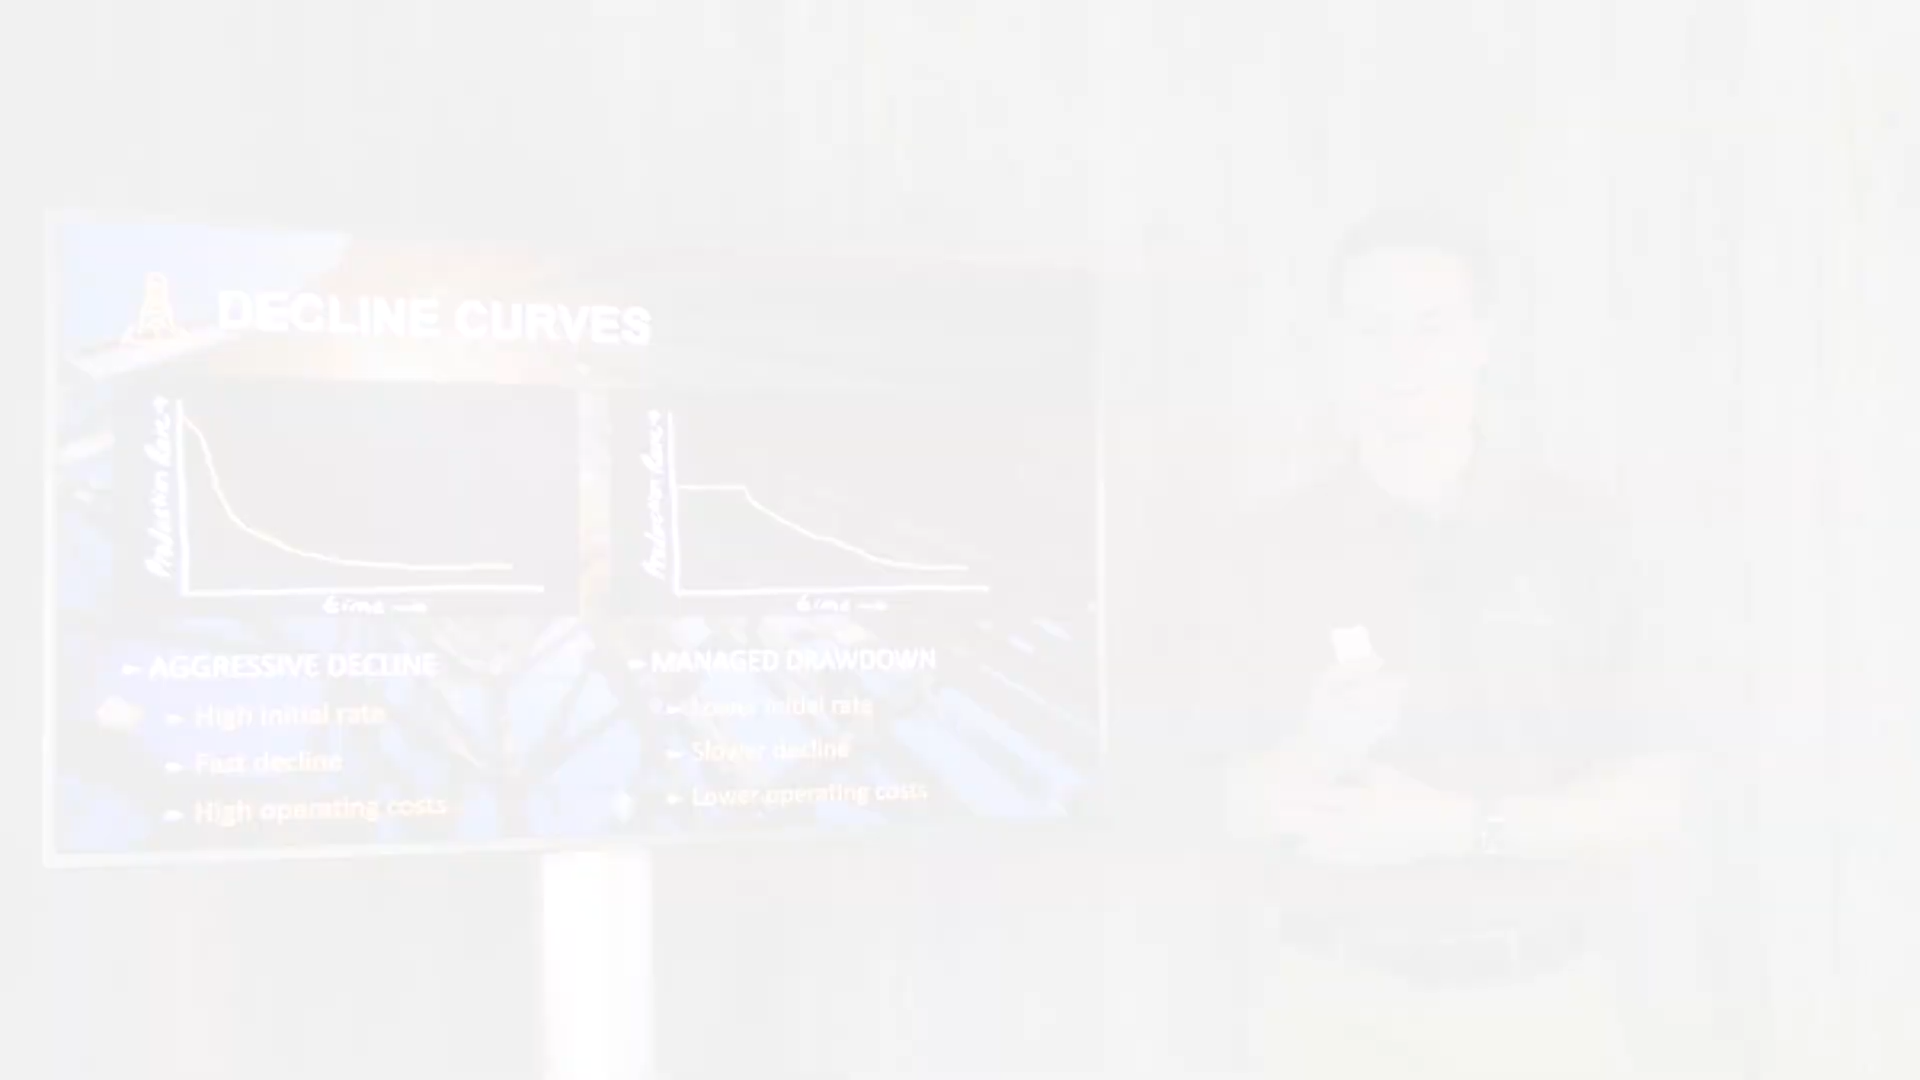 DECLINE CURVES
Production Rate →
time →
Production Rate →
time →
► AGGRESSIVE DECLINE
► High initial rate
► Fast decline
► High operating costs
► MANAGED DRAWDOWN
► Lower initial rate
► Slower decline
► Lower operating costs